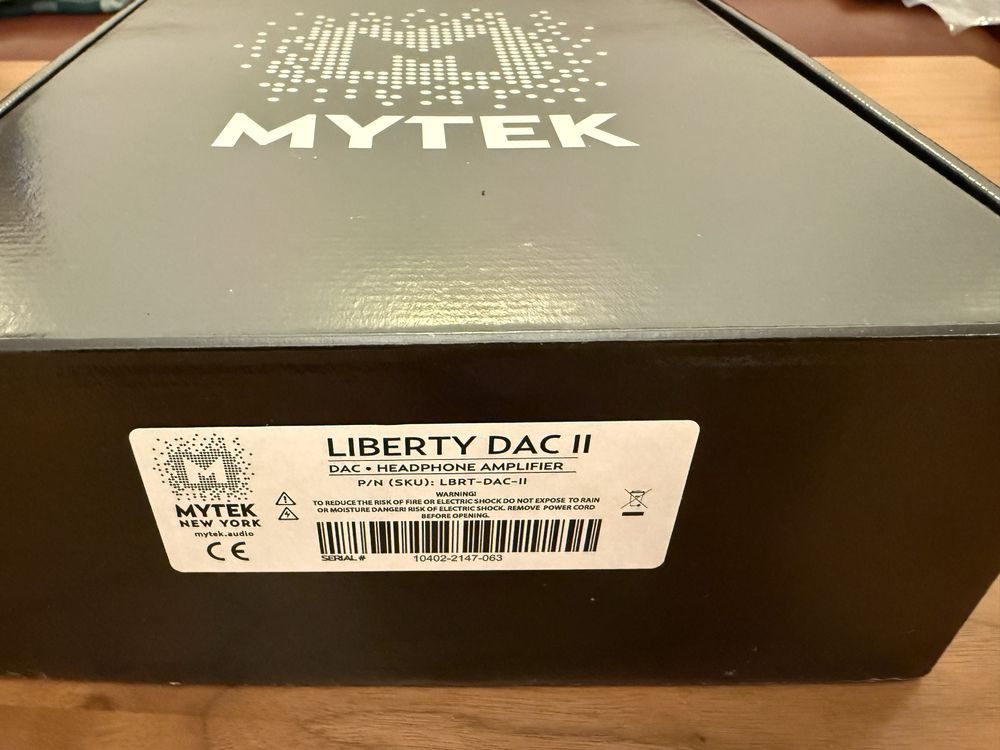 MYTEK
LIBERTY DAC II
DAC • HEADPHONE AMPLIFIER
P/N (SKU): LBRT-DAC-II
WARNING!
TO REDUCE THE RISK OF FIRE OR ELECTRIC SHOCK DO NOT EXPOSE TO RAIN
OR MOISTURE DANGER! RISK OF ELECTRIC SHOCK. REMOVE POWER CORD
BEFORE OPENING.
MYTEK
NEW YORK
mytek.audio
CE
SERIAL # 10402-2147-063